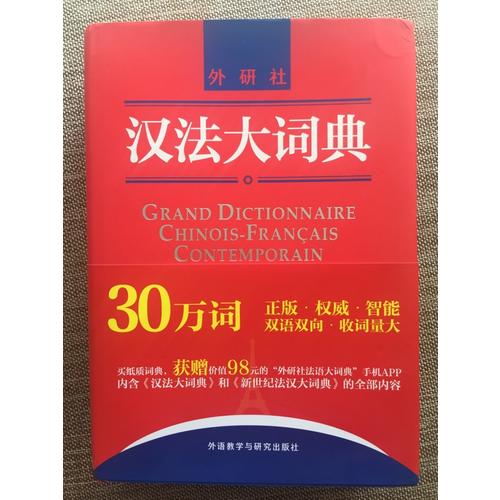 外研社
汉法大词典
GRAND DICTIONNAIRE
CHINOIS-FRANÇAIS
CONTEMPORAIN
30万词 正版·权威·智能
双语双向·收词量大
买纸质词典，获赠价值98元的“外研社法语大词典”手机APP
内含《汉法大词典》和《新世纪法汉大词典》的全部内容
外语教学与研究出版社